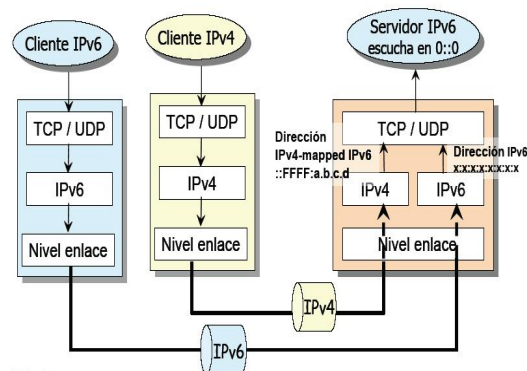 Cliente IPv6
TCP / UDP
IPv6
Nivel enlace
Cliente IPv4
TCP / UDP
IPv4
Nivel enlace
Servidor IPv6
escucha en 0::0
TCP / UDP
Dirección
IPv4-mapped IPv6
::FFFF:a.b.c.d
Dirección IPv6
x:x:x:x:x:x:x:x
IPv4
IPv6
Nivel enlace
IPv4
IPv6